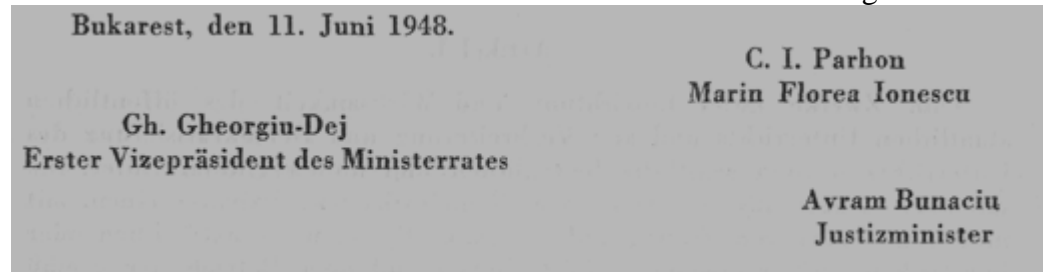 Bukarest, den 11. Juni 1948.
C. I. Parhon
Marin Florea Ionescu
Gh. Gheorgiu-Dej
Erster Vizepräsident des Ministerrates
Avram Bunaciu
Justizminister